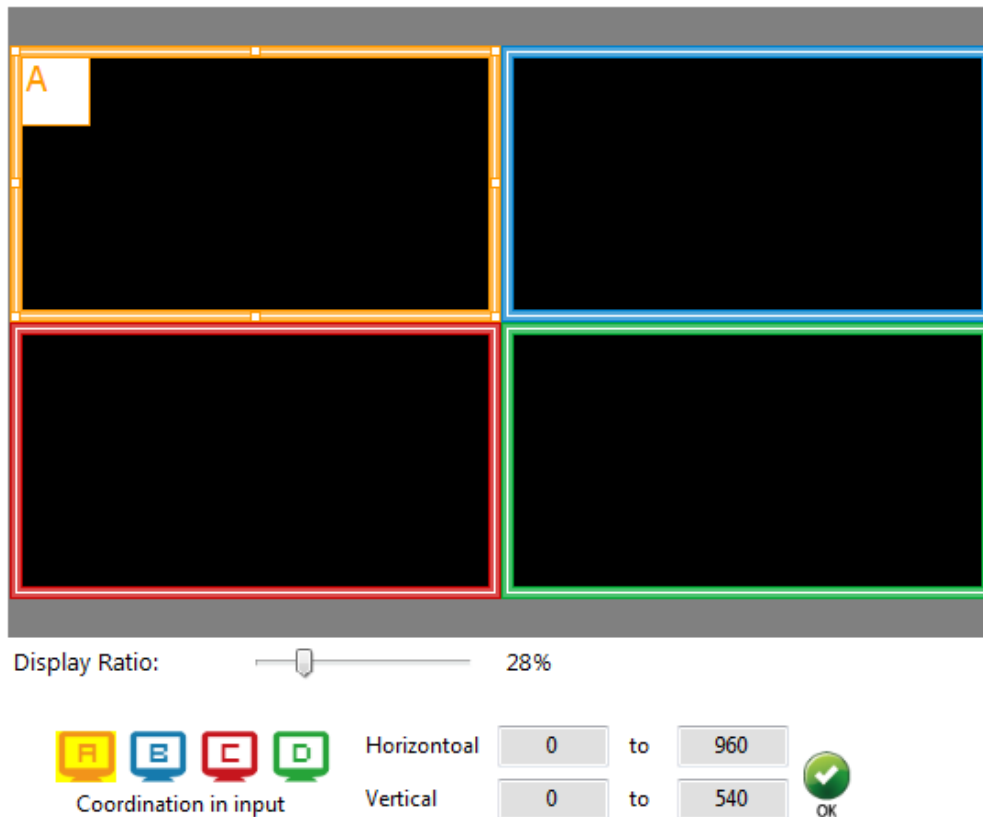 A
Display Ratio: 28%
A B C D
Horizontoal 0 to 960
Coordination in input
Vertical 0 to 540
OK